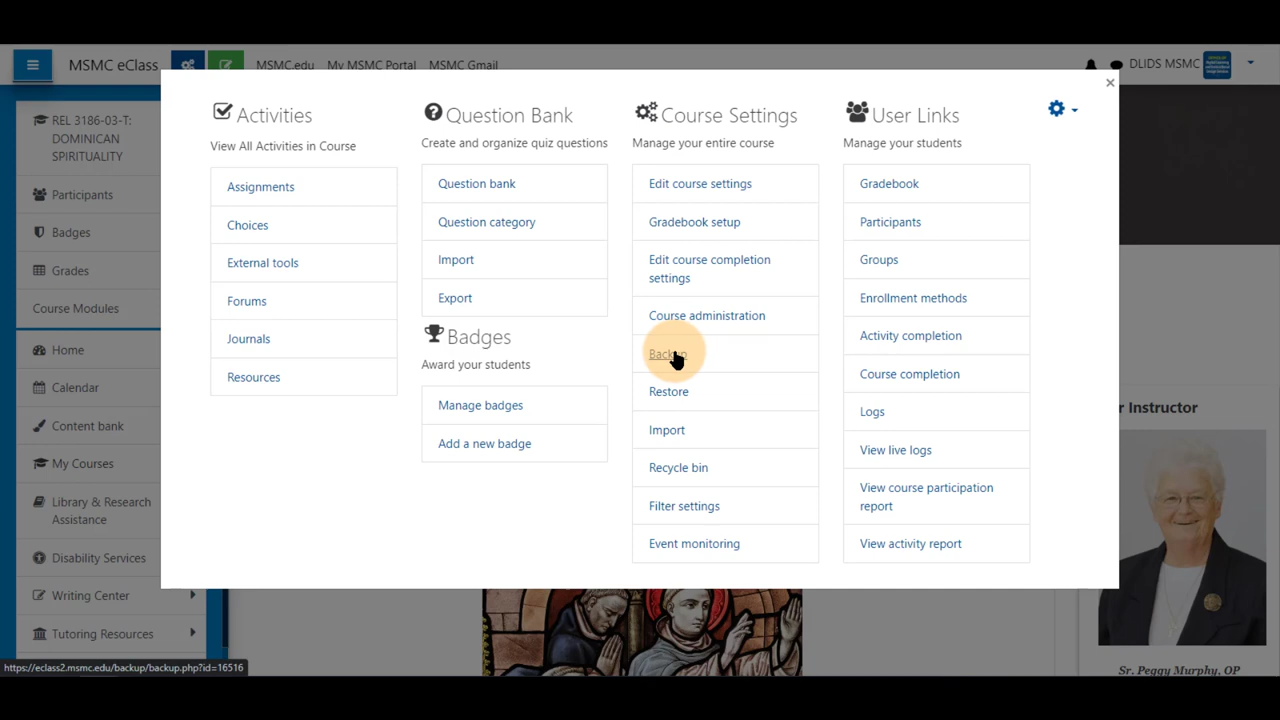 MSMC eClass
MSMC.edu
My MSMC Portal
MSMC Gmail
DLIDS MSMC
REL 3186-03-T:
DOMINICAN
SPIRITUALITY
Participants
Badges
Grades
Course Modules
Home
Calendar
Content bank
My Courses
Library & Research
Assistance
Disability Services
Writing Center
Tutoring Resources
Activities
View All Activities in Course
Assignments
Choices
External tools
Forums
Journals
Resources
Question Bank
Create and organize quiz questions
Question bank
Question category
Import
Export
Badges
Award your students
Manage badges
Add a new badge
Course Settings
Manage your entire course
Edit course settings
Gradebook setup
Edit course completion
settings
Course administration
Backup
Restore
Import
Recycle bin
Filter settings
Event monitoring
User Links
Manage your students
Gradebook
Participants
Groups
Enrollment methods
Activity completion
Course completion
Logs
View live logs
View course participation
report
View activity report
r Instructor
Sr. Peggy Murphy, OP
https://eclass2.msmc.edu/backup/backup.php?id=16516